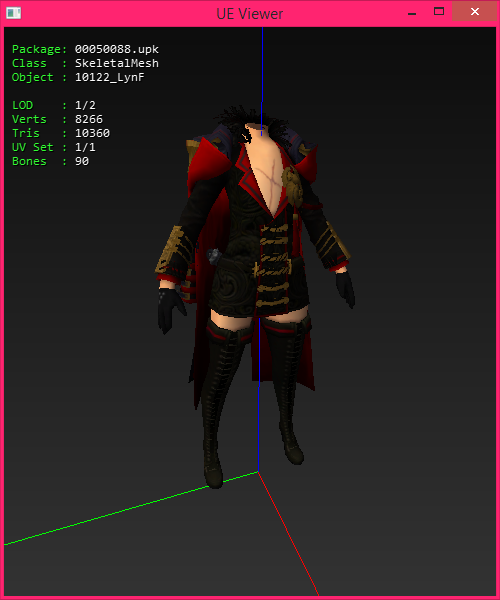 UE Viewer
Package: 00050088.upk
Class  : SkeletalMesh
Object : 10122_LynF
LOD    : 1/2
Verts  : 8266
Tris   : 10360
UV Set : 1/1
Bones  : 90